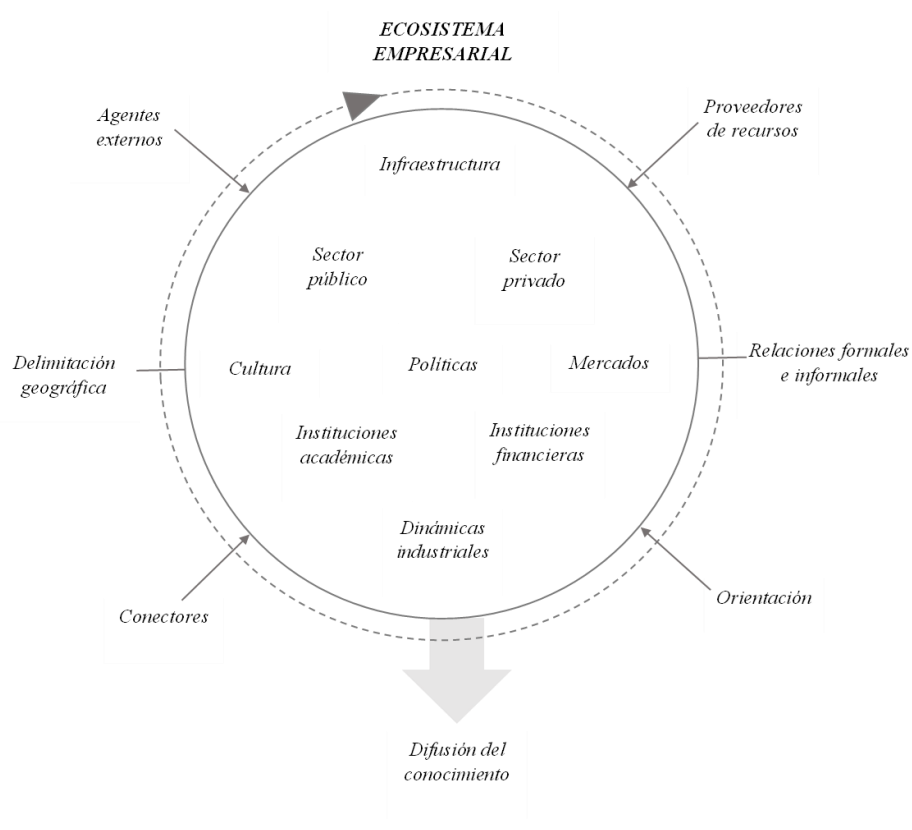 ECOSISTEMA
EMPRESARIAL
Agentes
externos
Proveedores
de recursos
Infraestructura
Sector
público
Sector
privado
Delimitación
geográfica
Cultura
Políticas
Mercados
Relaciones formales
e informales
Instituciones
académicas
Instituciones
financieras
Dinámicas
industriales
Conectores
Orientación
Difusión del
conocimiento